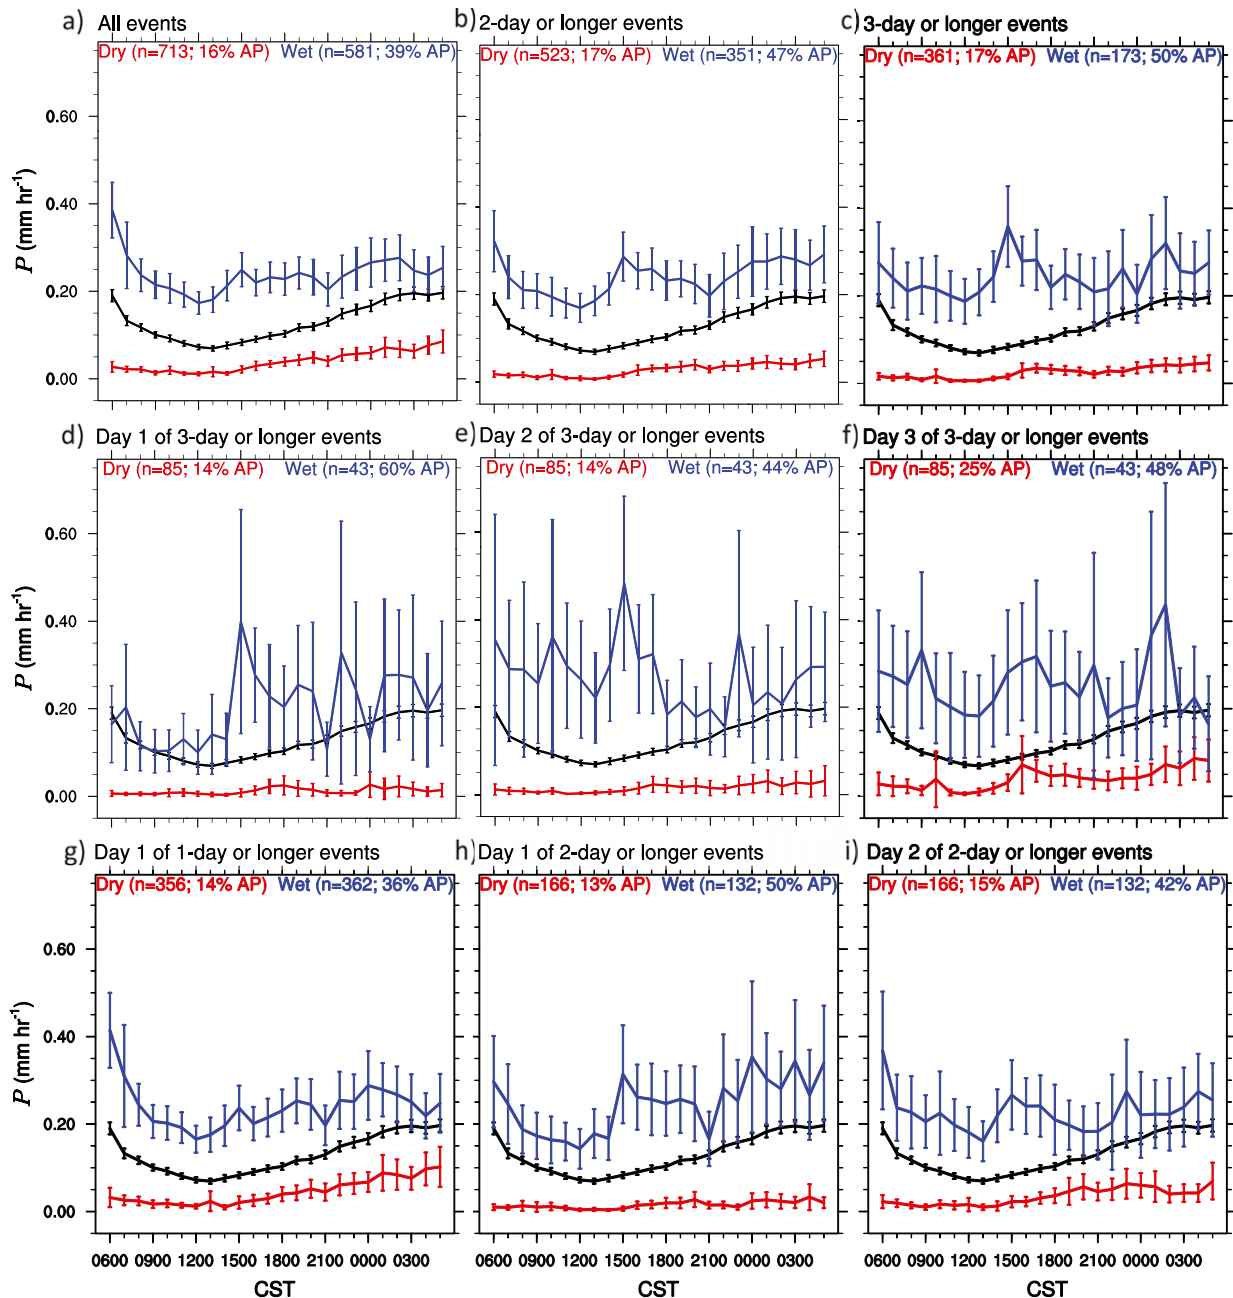 a) All events
b) 2-day or longer events
c) 3-day or longer events
Dry (n=713; 16% AP) Wet (n=581; 39% AP)
Dry (n=523; 17% AP) Wet (n=351; 47% AP)
Dry (n=361; 17% AP) Wet (n=173; 50% AP)
0.60
0.40
0.20
0.00
P (mm hr-1)
d) Day 1 of 3-day or longer events
e) Day 2 of 3-day or longer events
f) Day 3 of 3-day or longer events
Dry (n=85; 14% AP) Wet (n=43; 60% AP)
Dry (n=85; 14% AP) Wet (n=43; 44% AP)
Dry (n=85; 25% AP) Wet (n=43; 48% AP)
0.60
0.40
0.20
0.00
P (mm hr-1)
g) Day 1 of 1-day or longer events
h) Day 1 of 2-day or longer events
i) Day 2 of 2-day or longer events
Dry (n=356; 14% AP) Wet (n=362; 36% AP)
Dry (n=166; 13% AP) Wet (n=132; 50% AP)
Dry (n=166; 15% AP) Wet (n=132; 42% AP)
0.60
0.40
0.20
0.00
P (mm hr-1)
0600 0900 1200 1500 1800 2100 0000 0300
0600 0900 1200 1500 1800 2100 0000 0300
0600 0900 1200 1500 1800 2100 0000 0300
CST
CST
CST